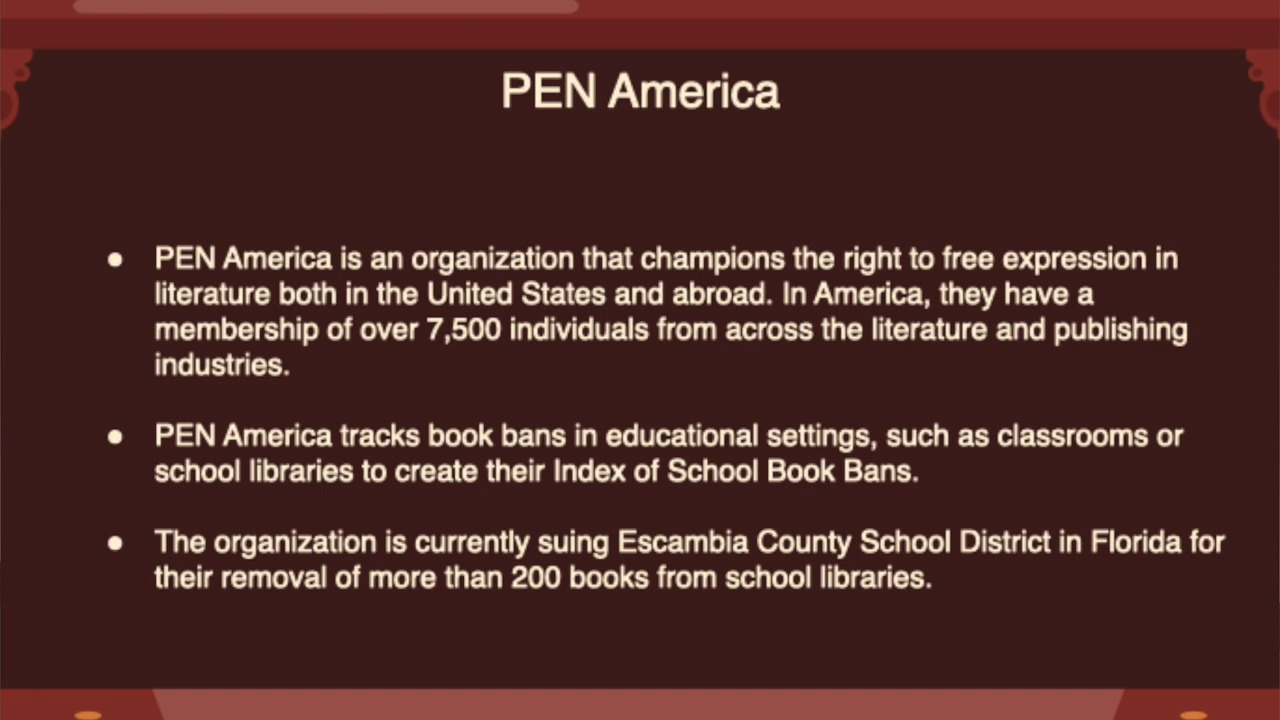 PEN America
● PEN America is an organization that champions the right to free expression in
literature both in the United States and abroad. In America, they have a
membership of over 7,500 individuals from across the literature and publishing
industries.
● PEN America tracks book bans in educational settings, such as classrooms or
school libraries to create their Index of School Book Bans.
● The organization is currently suing Escambia County School District in Florida for
their removal of more than 200 books from school libraries.